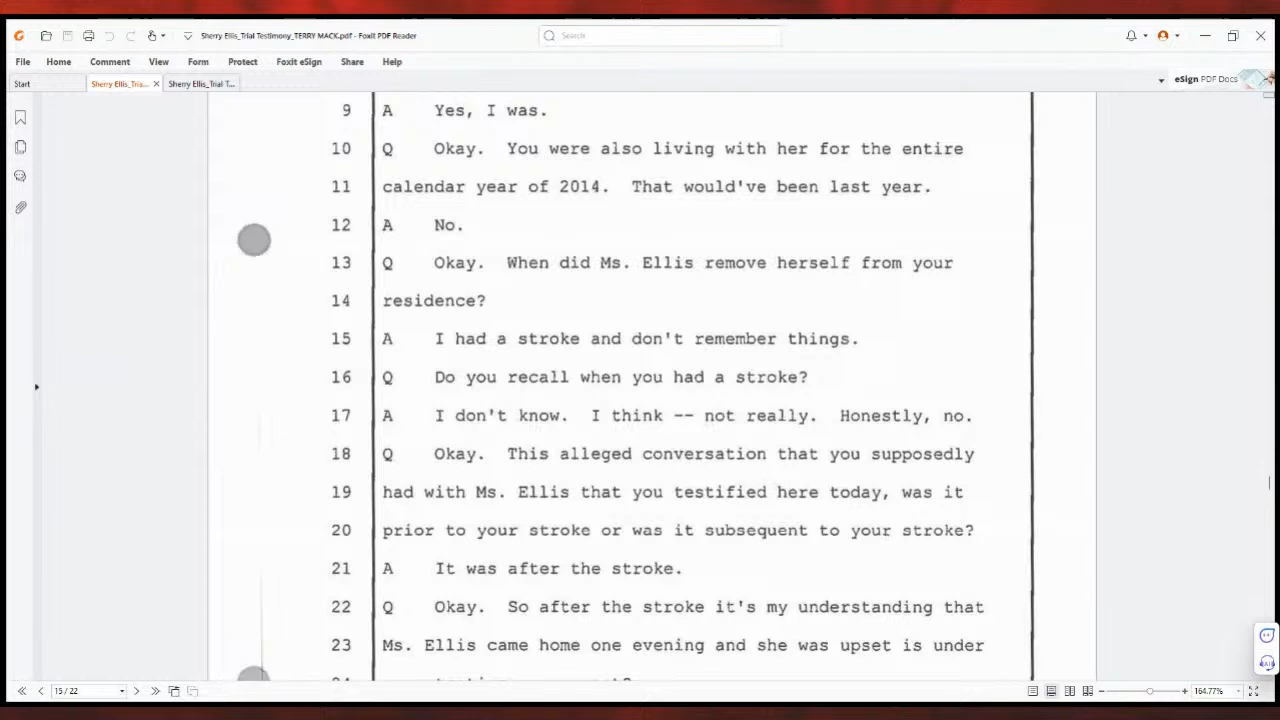 Sherry Ellis_Trial Testimony_TERRY MACK.pdf - Foxit PDF Reader
Search
File Home Comment View Form Protect Foxit eSign Share Help
Start Sherry Ellis_Tria... Sherry Ellis_Trial T... eSign PDF Docs
9 A Yes, I was.
10 Q Okay. You were also living with her for the entire
11 calendar year of 2014. That would've been last year.
12 A No.
13 Q Okay. When did Ms. Ellis remove herself from your
14 residence?
15 A I had a stroke and don't remember things.
16 Q Do you recall when you had a stroke?
17 A I don't know. I think -- not really. Honestly, no.
18 Q Okay. This alleged conversation that you supposedly
19 had with Ms. Ellis that you testified here today, was it
20 prior to your stroke or was it subsequent to your stroke?
21 A It was after the stroke.
22 Q Okay. So after the stroke it's my understanding that
23 Ms. Ellis came home one evening and she was upset is under
15 / 22 164.77%